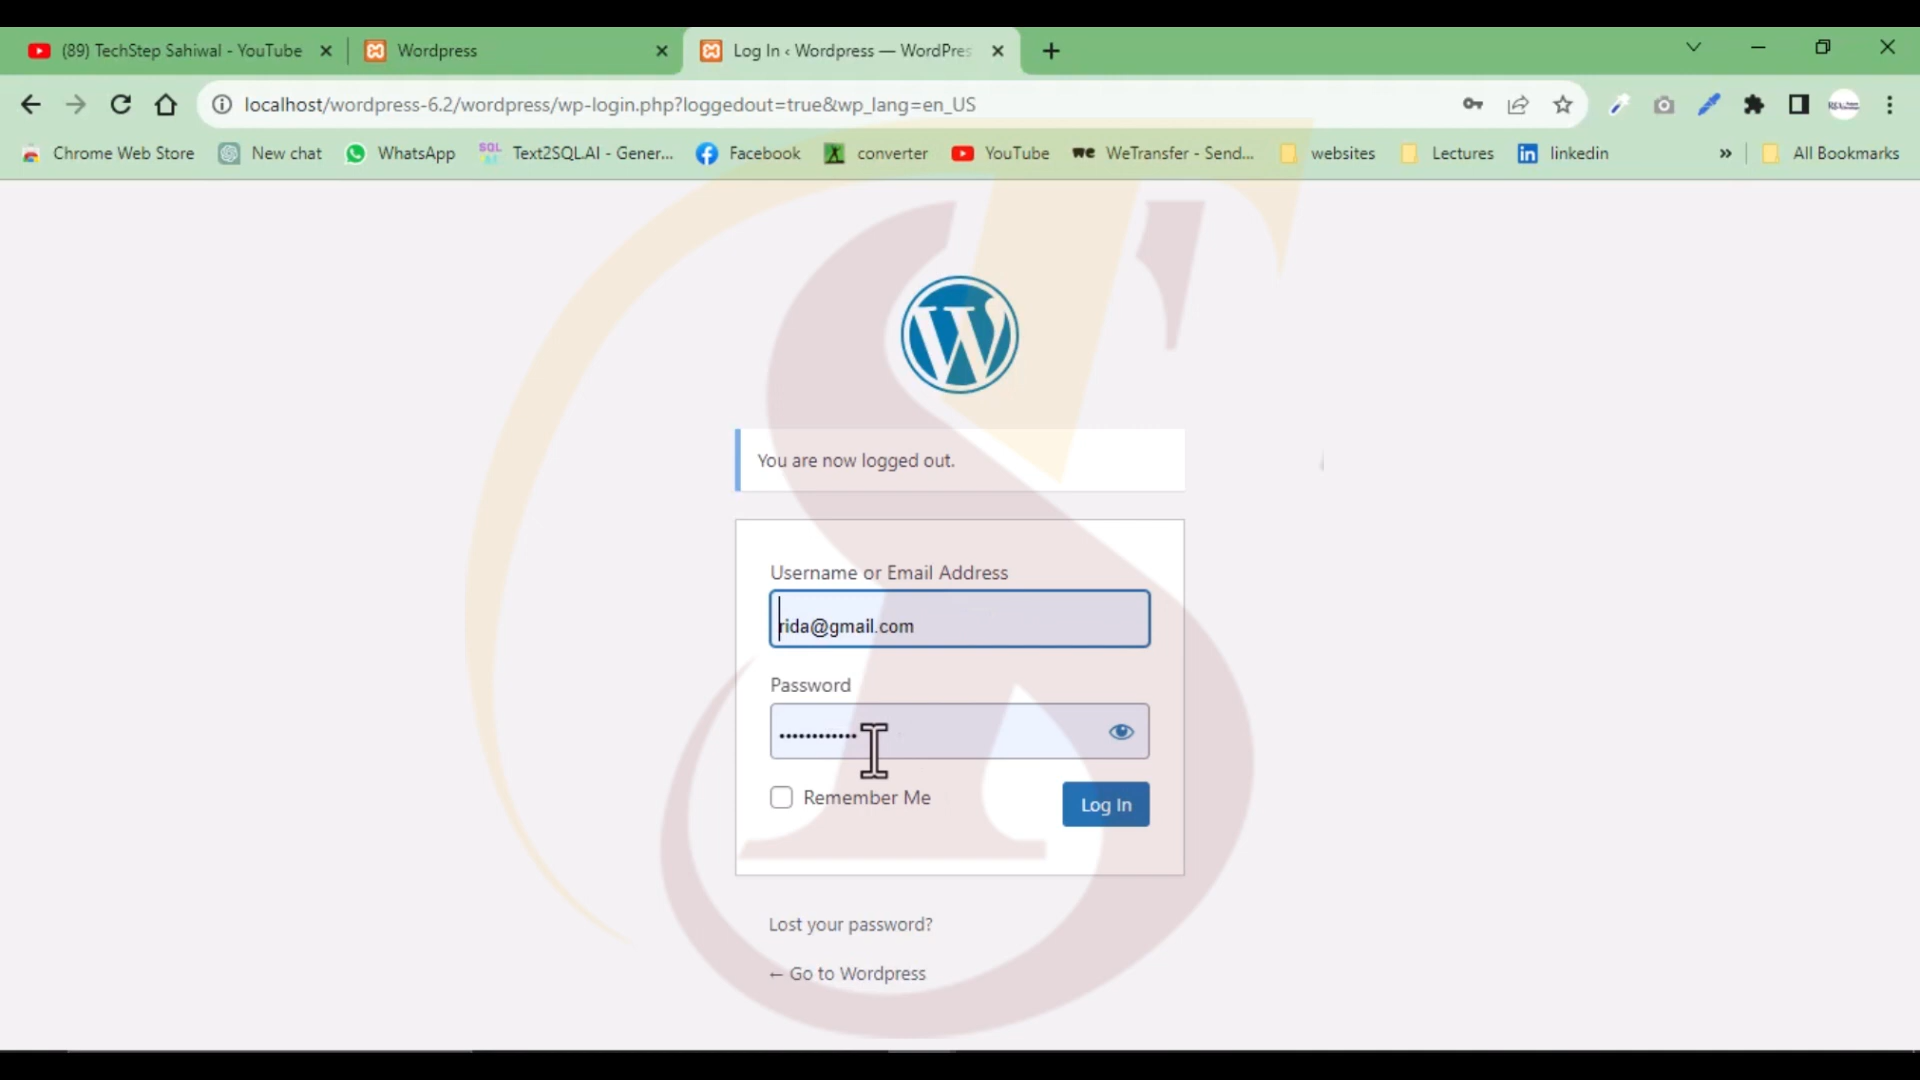 (89) TechStep Sahiwal - YouTube
Wordpress
Log In ‹ Wordpress — WordPres
localhost/wordpress-6.2/wordpress/wp-login.php?loggedout=true&wp_lang=en_US
Chrome Web Store
New chat
WhatsApp
SQL
Text2SQL.AI - Gener...
Facebook
converter
YouTube
we
WeTransfer - Send...
websites
Lectures
in
linkedin
»
All Bookmarks
You are now logged out.
Username or Email Address
rida@gmail.com
Password
Remember Me
Log In
Lost your password?
← Go to Wordpress